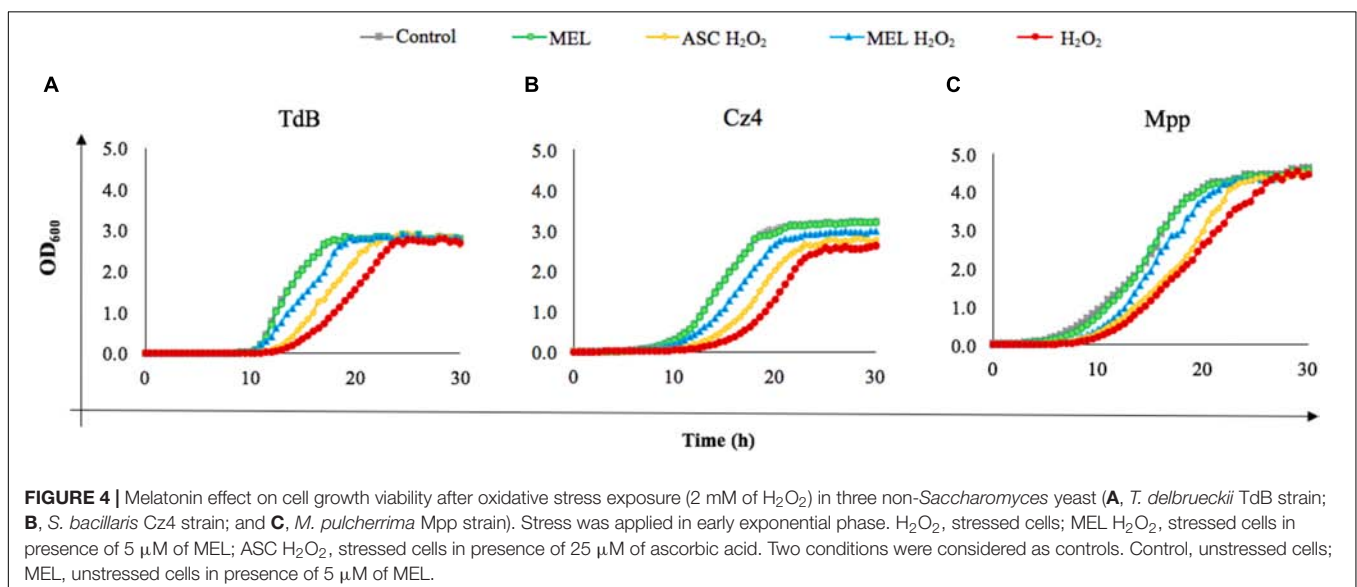 Control MEL ASC H₂O₂ MEL H₂O₂ H₂O₂
A B C
TdB Cz4 Mpp
OD₆₀₀
5.0
4.0
3.0
2.0
1.0
0.0
0 10 20 30
5.0
4.0
3.0
2.0
1.0
0.0
0 10 20 30
5.0
4.0
3.0
2.0
1.0
0.0
0 10 20 30
Time (h)
FIGURE 4 | Melatonin effect on cell growth viability after oxidative stress exposure (2 mM of H₂O₂) in three non-Saccharomyces yeast (A, T. delbrueckii TdB strain;
B, S. bacillaris Cz4 strain; and C, M. pulcherrima Mpp strain). Stress was applied in early exponential phase. H₂O₂, stressed cells; MEL H₂O₂, stressed cells in
presence of 5 μM of MEL; ASC H₂O₂, stressed cells in presence of 25 μM of ascorbic acid. Two conditions were considered as controls. Control, unstressed cells;
MEL, unstressed cells in presence of 5 μM of MEL.